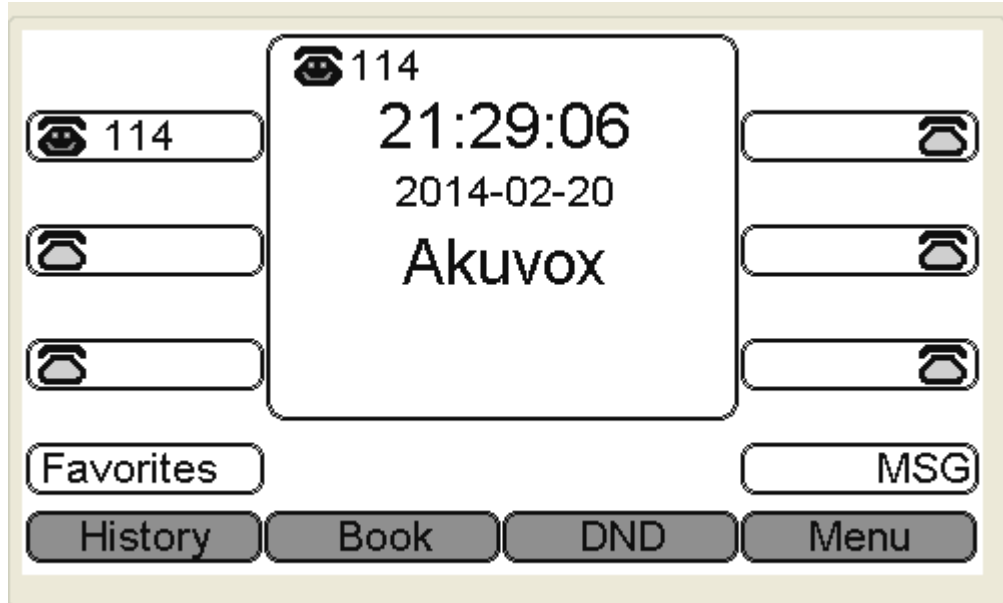 114
21:29:06
2014-02-20
Akuvox
114
Favorites
MSG
History Book DND Menu